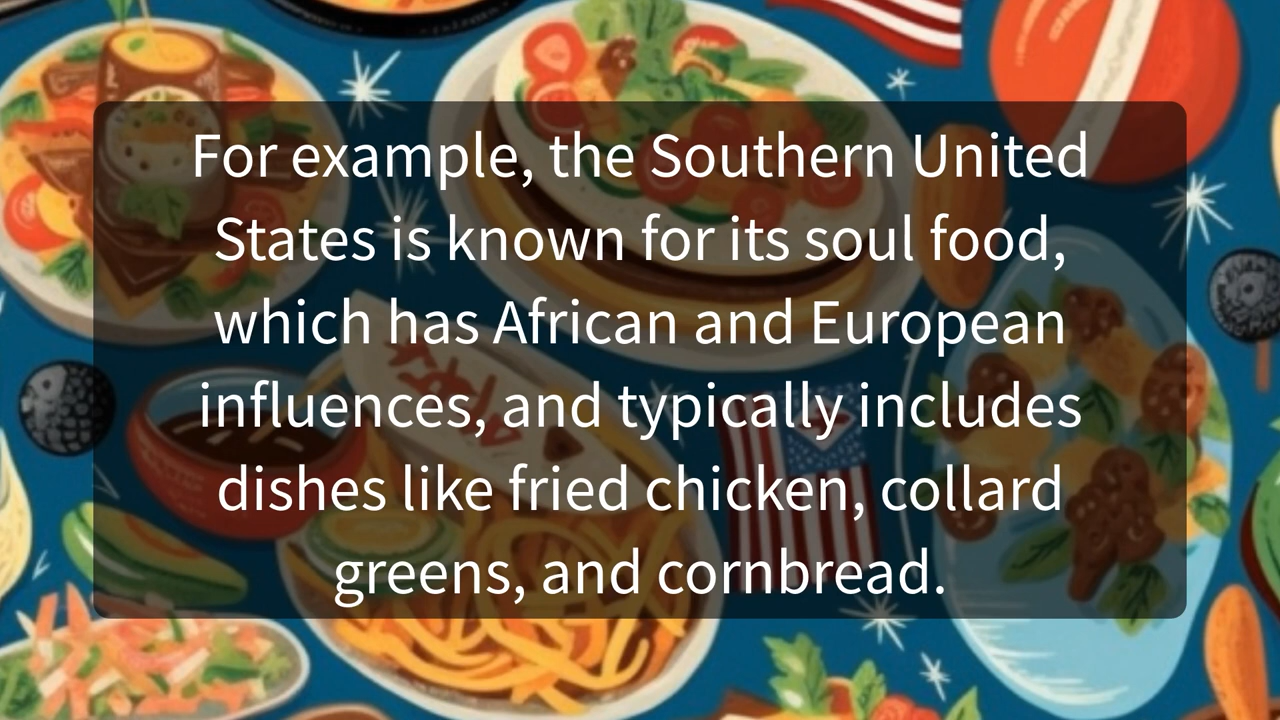 For example, the Southern United
States is known for its soul food,
which has African and European
influences, and typically includes
dishes like fried chicken, collard
greens, and cornbread.